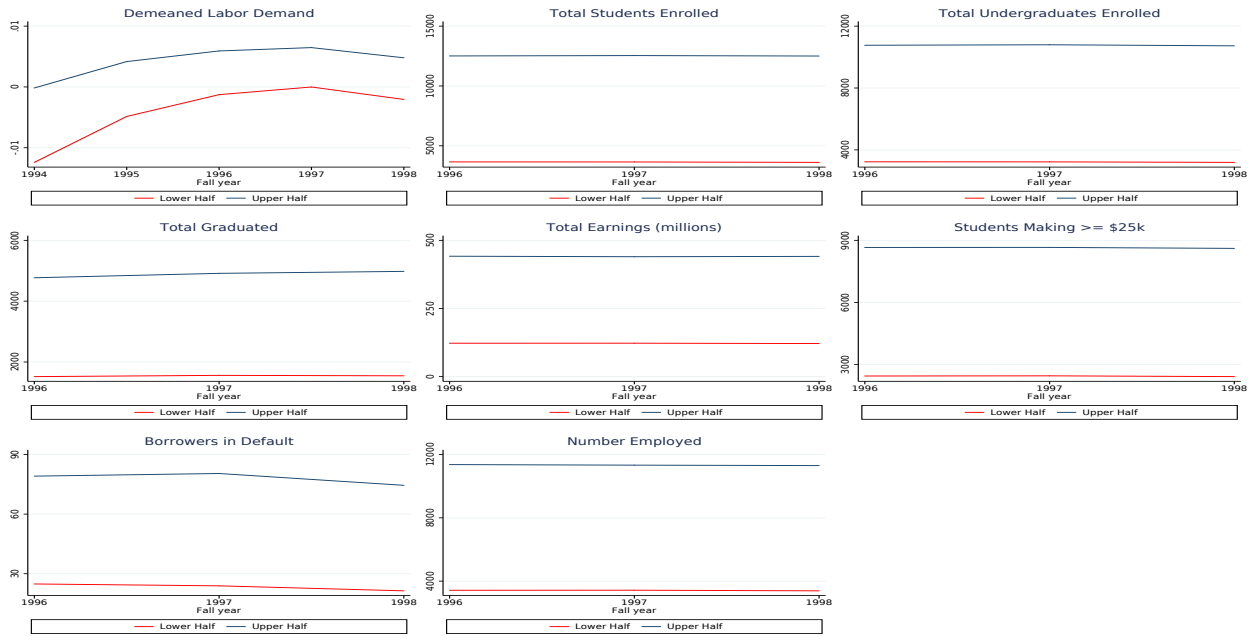 Demeaned Labor Demand
.01
0
-.01
1994 1995 1996 1997 1998
Fall year
Lower Half Upper Half
Total Students Enrolled
15000
10000
5000
1996 1997 1998
Fall year
Lower Half Upper Half
Total Undergraduates Enrolled
12000
8000
4000
1996 1997 1998
Fall year
Lower Half Upper Half
Total Graduated
6000
4000
2000
1996 1997 1998
Fall year
Lower Half Upper Half
Total Earnings (millions)
500
250
0
1996 1997 1998
Fall year
Lower Half Upper Half
Students Making >= $25k
9000
6000
3000
1996 1997 1998
Fall year
Lower Half Upper Half
Borrowers in Default
90
60
30
1996 1997 1998
Fall year
Lower Half Upper Half
Number Employed
12000
8000
4000
1996 1997 1998
Fall year
Lower Half Upper Half